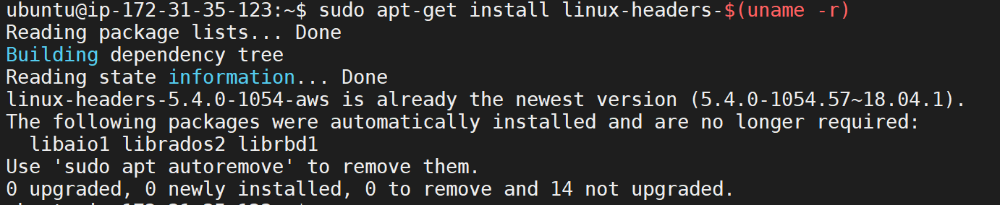 ubuntu@ip-172-31-35-123:~$ sudo apt-get install linux-headers-$(uname -r)
Reading package lists... Done
Building dependency tree
Reading state information... Done
linux-headers-5.4.0-1054-aws is already the newest version (5.4.0-1054.57~18.04.1).
The following packages were automatically installed and are no longer required:
  libaio1 librados2 librbd1
Use 'sudo apt autoremove' to remove them.
0 upgraded, 0 newly installed, 0 to remove and 14 not upgraded.